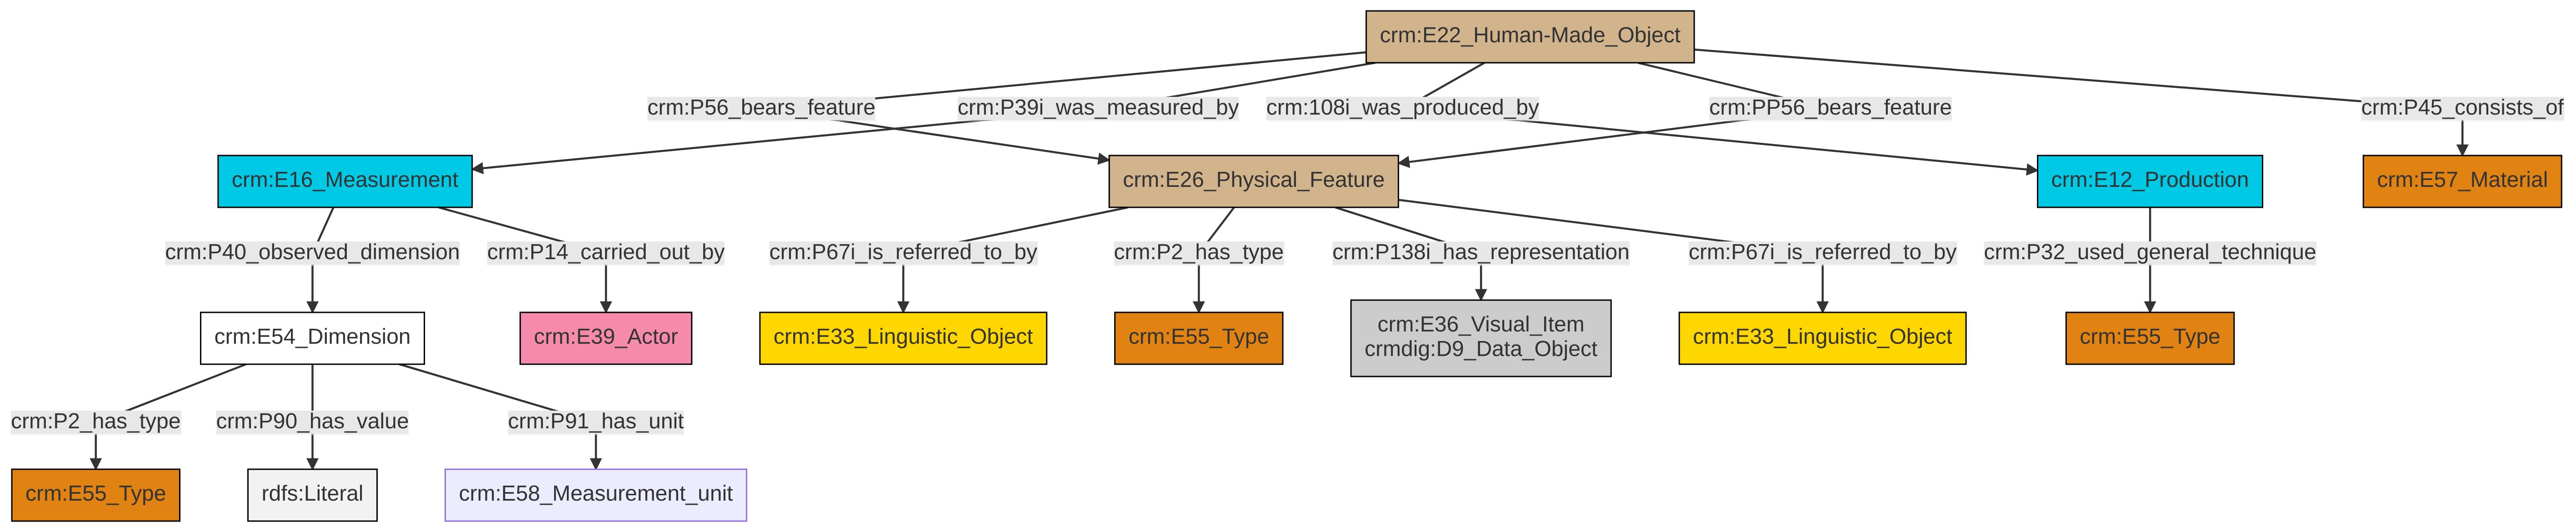 crm:E22_Human-Made_Object
crm:P56_bears_feature
crm:P39i_was_measured_by
crm:108i_was_produced_by
crm:PP56_bears_feature
crm:P45_consists_of
crm:E16_Measurement
crm:E26_Physical_Feature
crm:E12_Production
crm:E57_Material
crm:P40_observed_dimension
crm:P14_carried_out_by
crm:P67i_is_referred_to_by
crm:P2_has_type
crm:P138i_has_representation
crm:P67i_is_referred_to_by
crm:P32_used_general_technique
crm:E54_Dimension
crm:E39_Actor
crm:E33_Linguistic_Object
crm:E55_Type
crm:E36_Visual_Item
crmdig:D9_Data_Object
crm:E33_Linguistic_Object
crm:E55_Type
crm:P2_has_type
crm:P90_has_value
crm:P91_has_unit
crm:E55_Type
rdfs:Literal
crm:E58_Measurement_unit